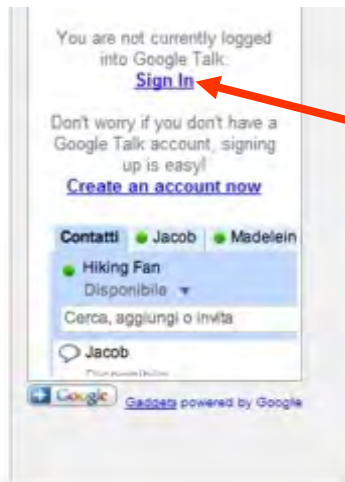 You are not currently logged
into Google Talk.
Sign In
Don't worry if you don't have a
Google Talk account, signing
up is easy!
Create an account now
Contatti Jacob Madelein
Hiking Fan
Disponibile
Cerca, aggiungi o invita
Jacob
Google Gadgets powered by Google